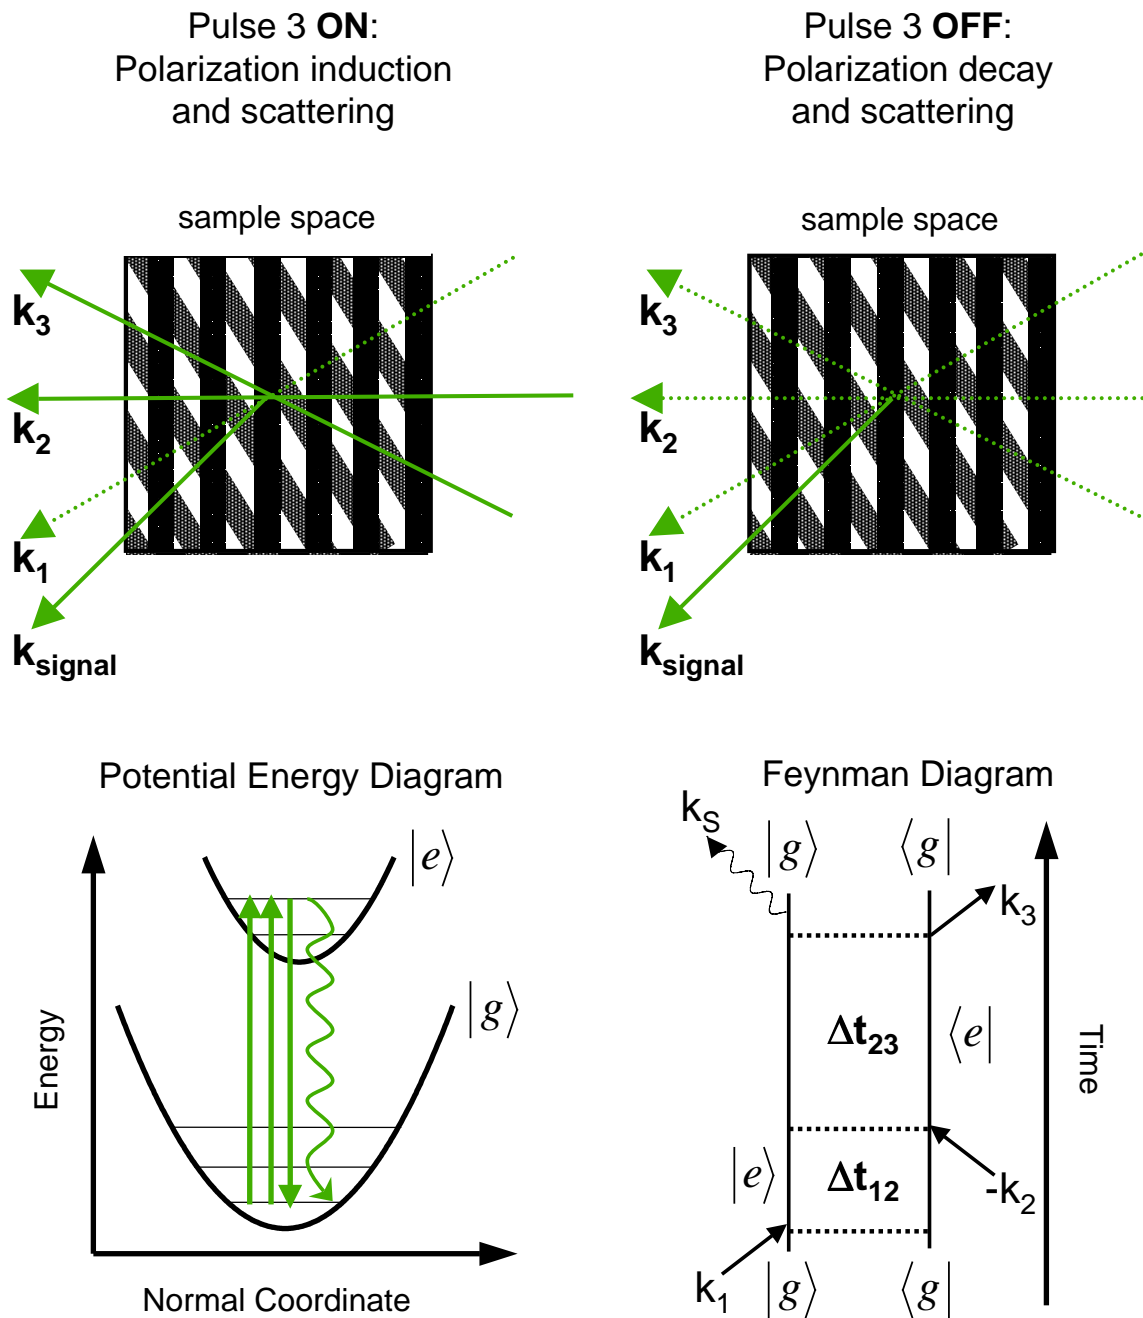 Pulse 3 ON:
Polarization induction
and scattering
Pulse 3 OFF:
Polarization decay
and scattering
sample space
k3
k2
k1
ksignal
sample space
k3
k2
k1
ksignal
Potential Energy Diagram
|e⟩
|g⟩
Energy
Normal Coordinate
Feynman Diagram
kS
|g⟩ ⟨g|
k3
Δt23
⟨e|
Time
|e⟩
Δt12
-k2
k1
|g⟩ ⟨g|